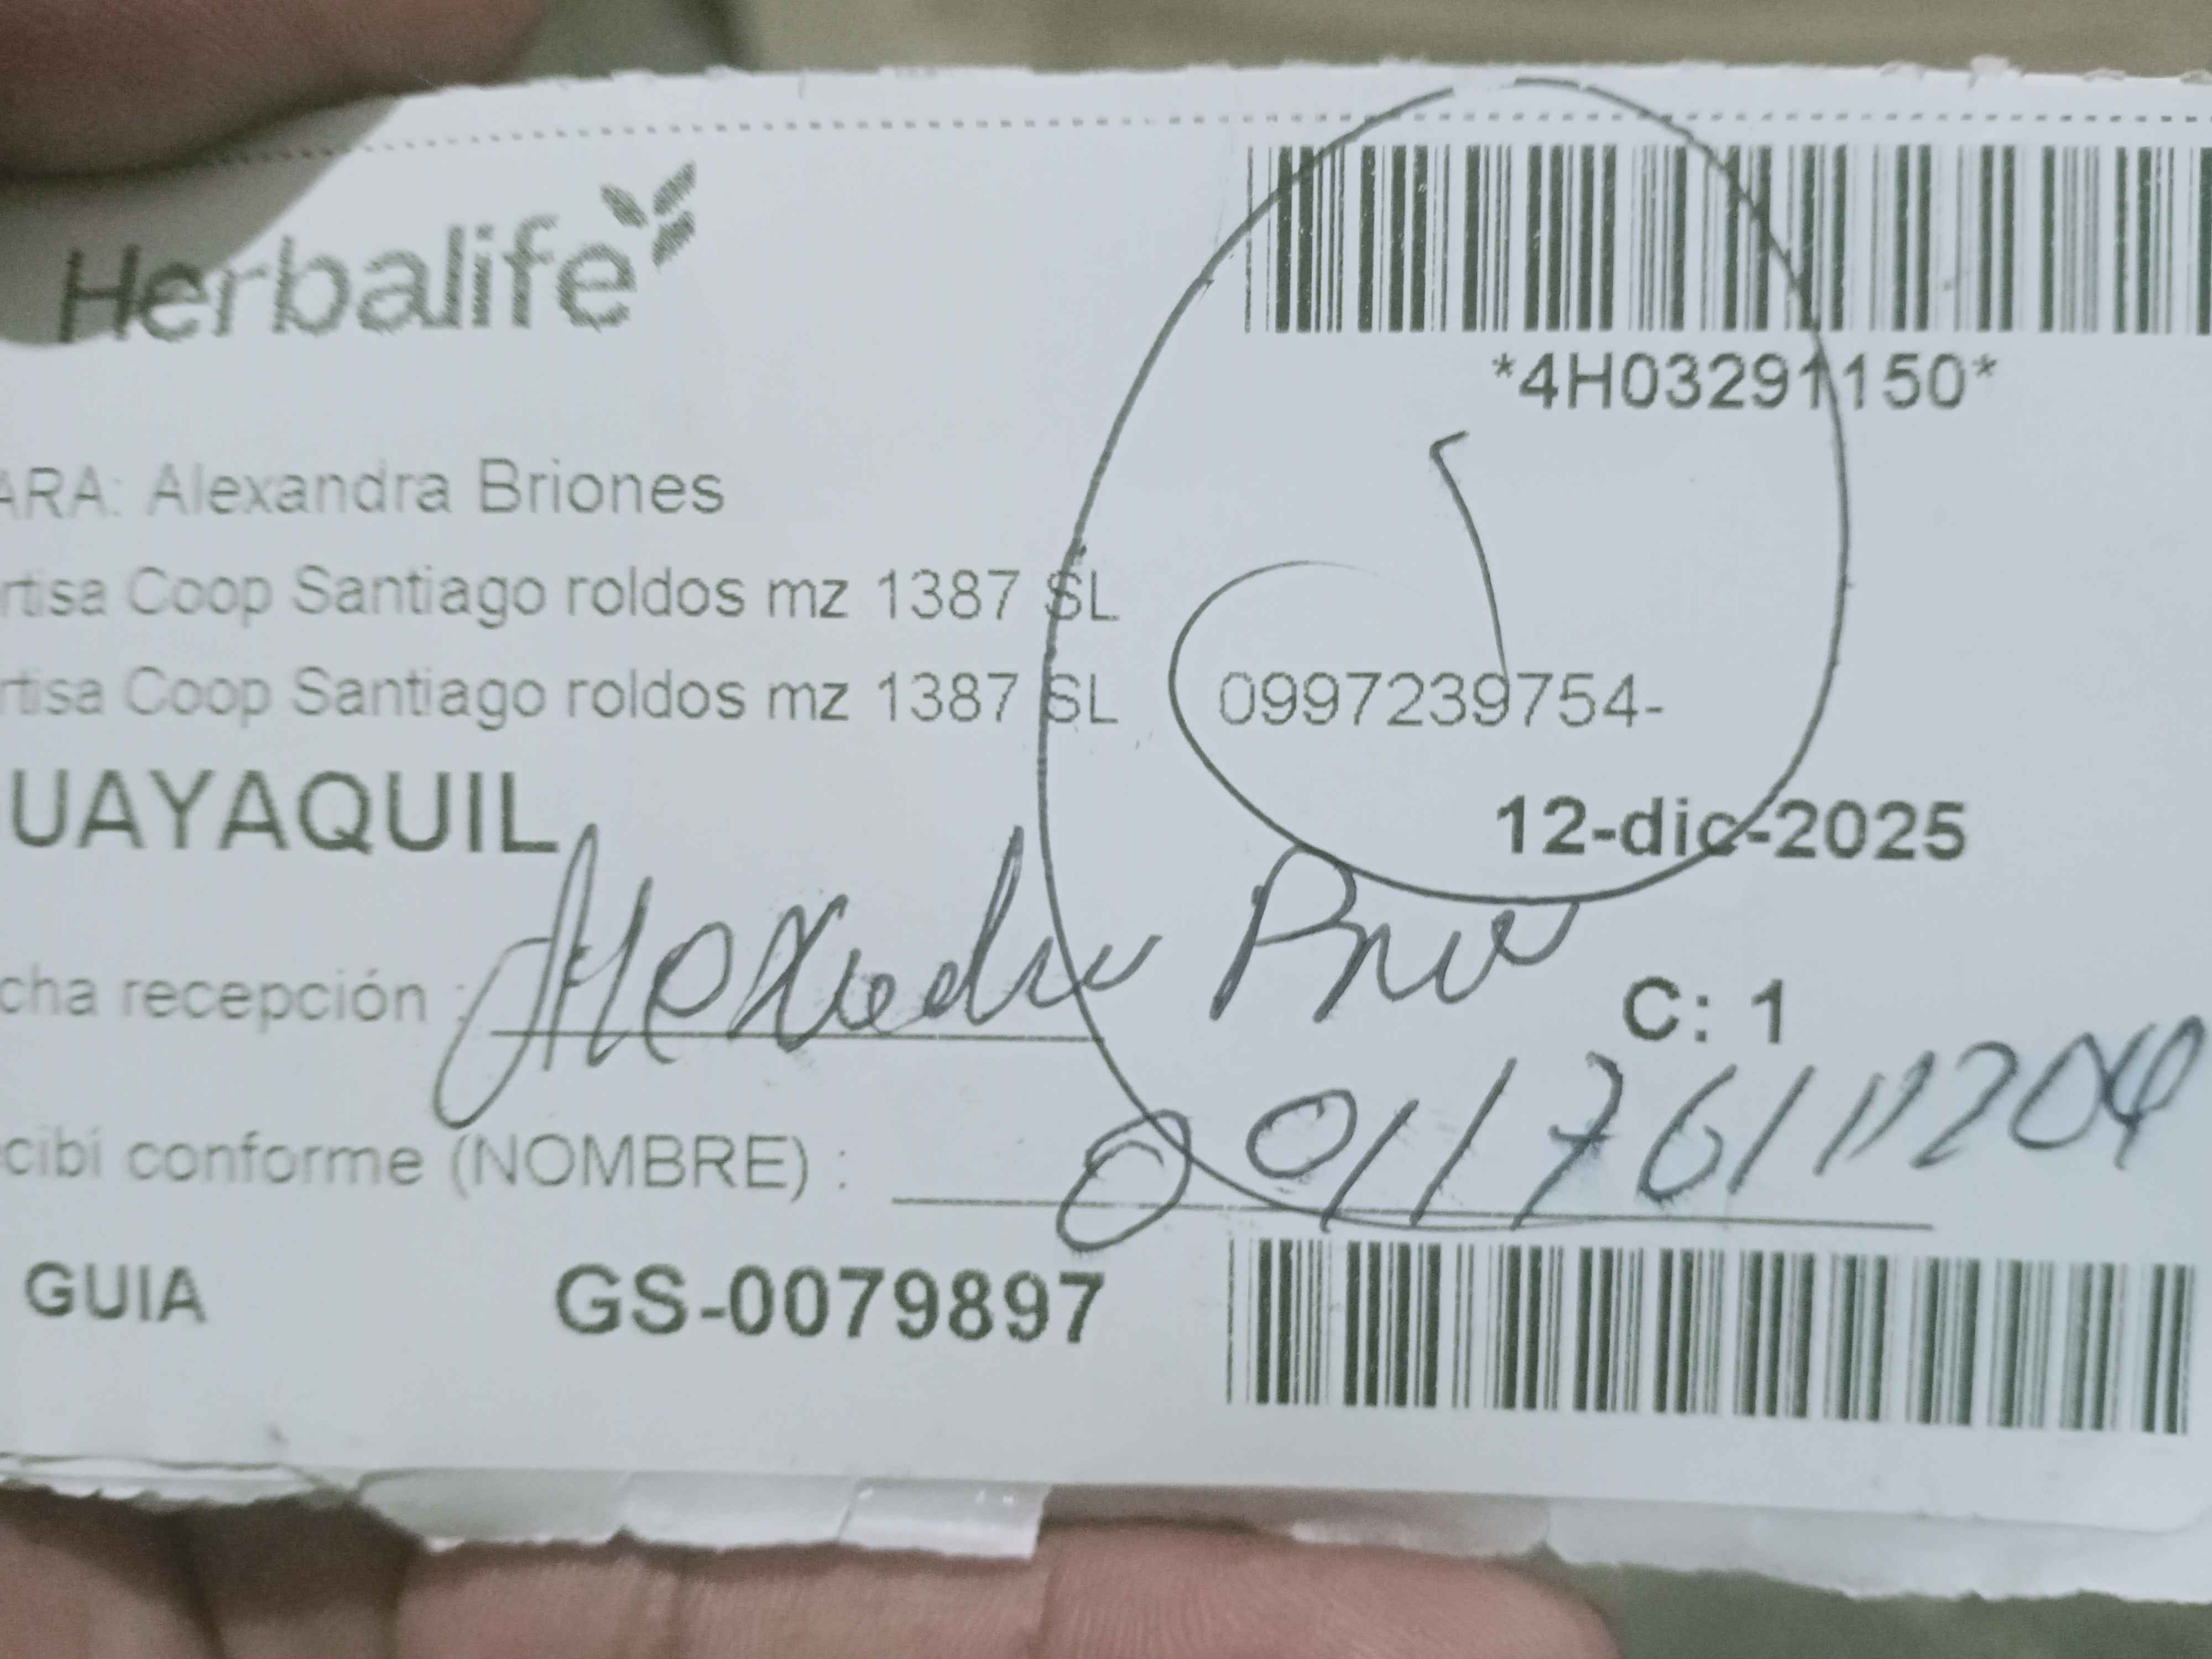 Herbalife
*4H03291150*
ARA: Alexandra Briones
rtisa Coop Santiago roldos mz 1387 SL
rtisa Coop Santiago roldos mz 1387 SL 0997239754-
UAYAQUIL
12-dic-2025
cha recepción :
C: 1
cibí conforme (NOMBRE) :
GUIA GS-0079897